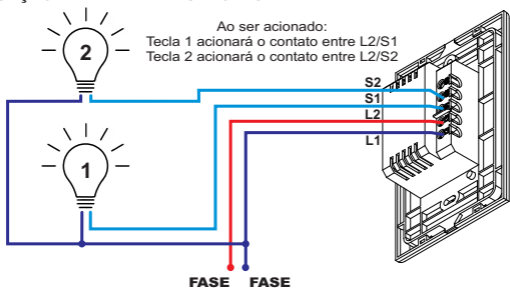 Ao ser acionado:
Tecla 1 acionará o contato entre L2/S1
Tecla 2 acionará o contato entre L2/S2
2
S2
S1
L2
L1
1
FASE FASE